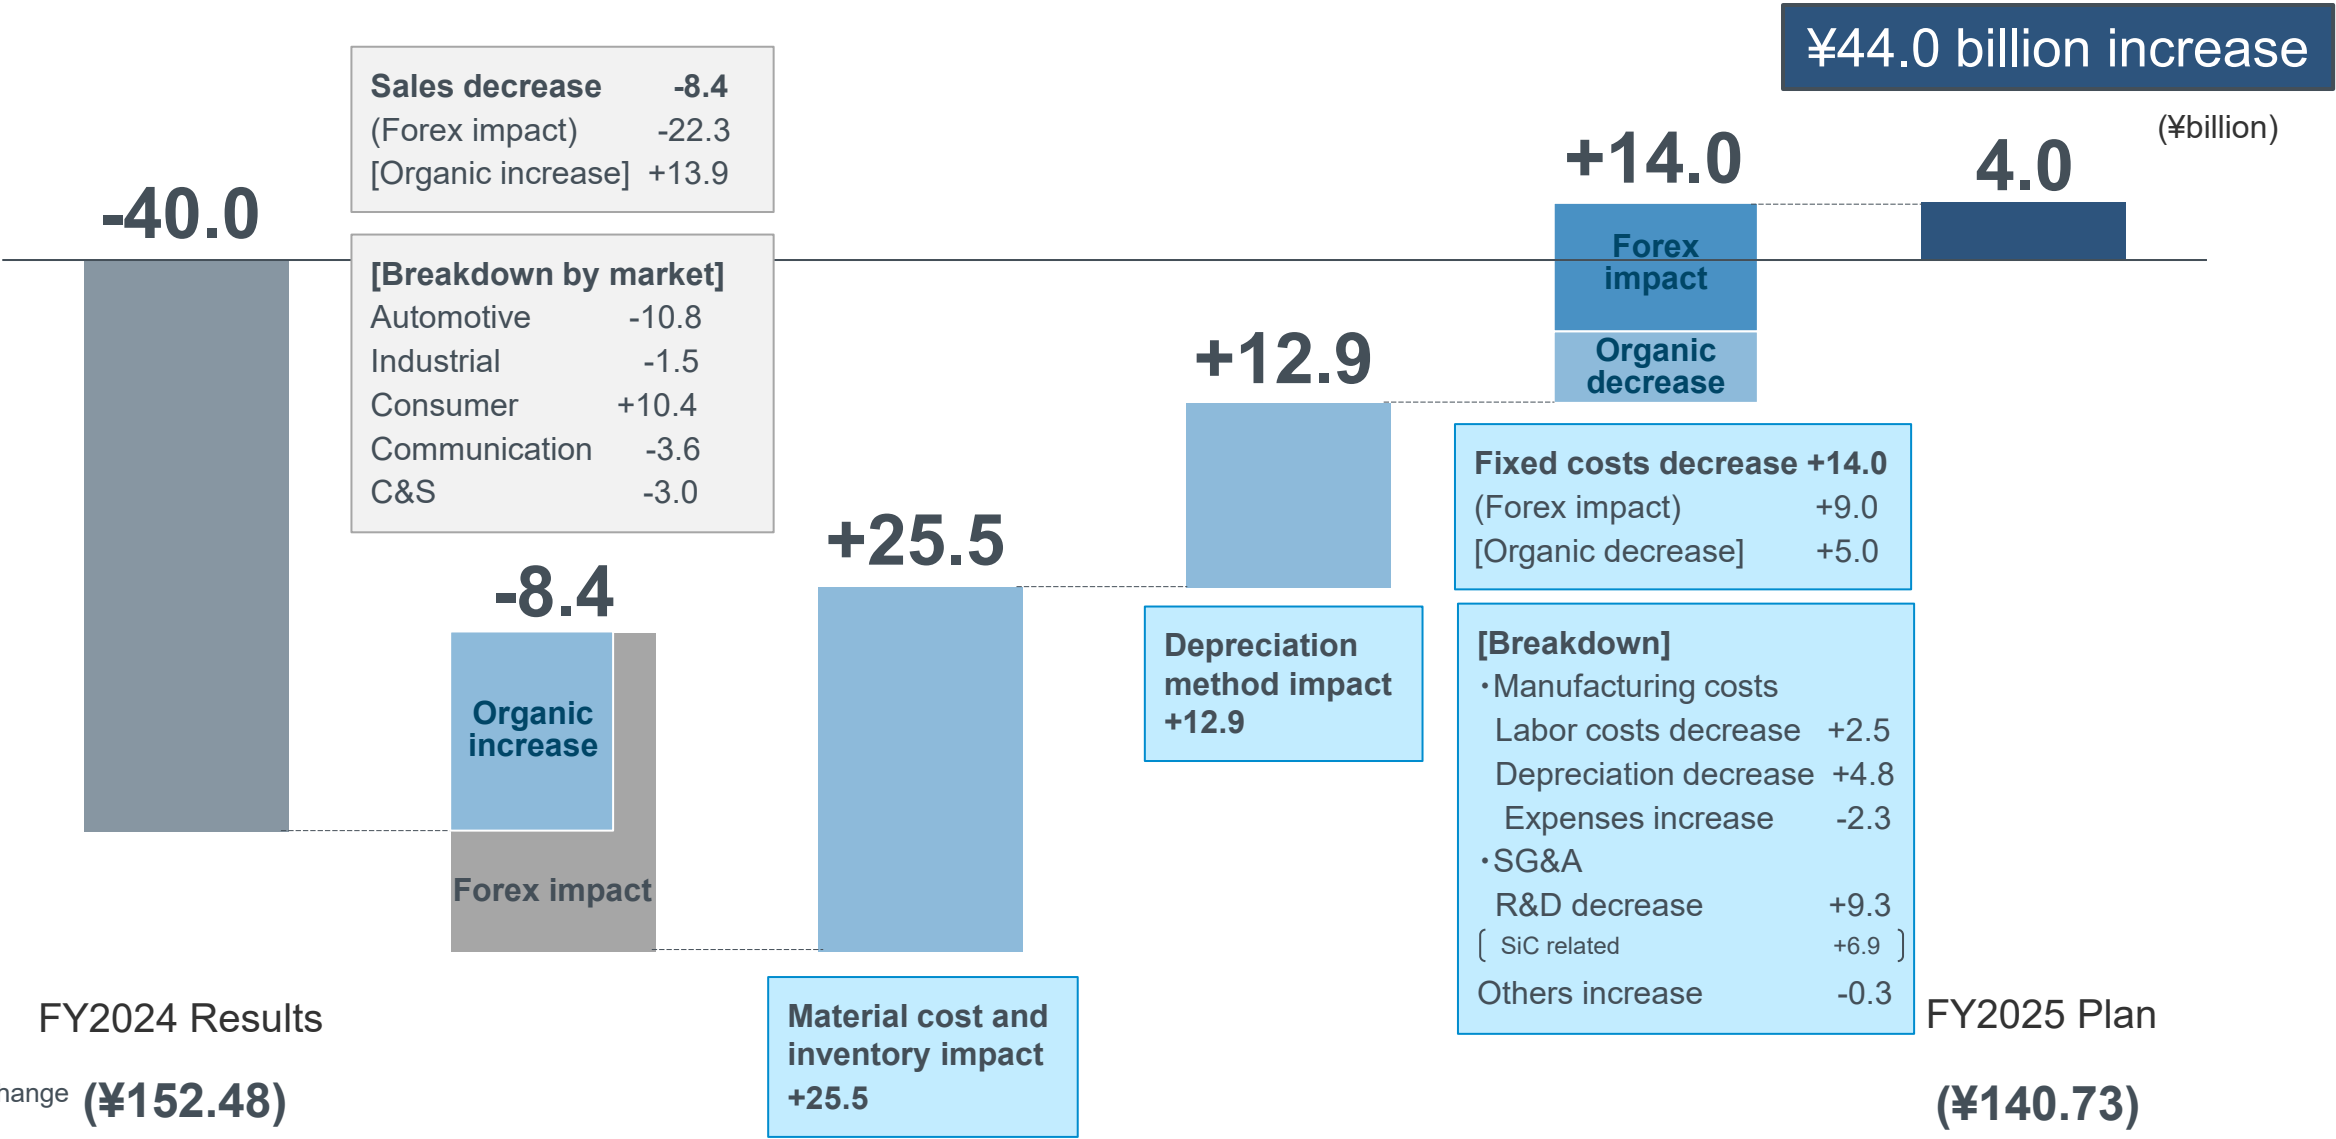 ¥44.0 billion increase
(¥billion)
-40.0
Sales decrease -8.4
(Forex impact) -22.3
[Organic increase] +13.9
[Breakdown by market]
Automotive -10.8
Industrial -1.5
Consumer +10.4
Communication -3.6
C&S -3.0
-8.4
Organic
increase
Forex impact
+25.5
Material cost and
inventory impact
+25.5
+12.9
Depreciation
method impact
+12.9
+14.0
Forex
impact
Organic
decrease
Fixed costs decrease +14.0
(Forex impact) +9.0
[Organic decrease] +5.0
[Breakdown]
・Manufacturing costs
Labor costs decrease +2.5
Depreciation decrease +4.8
Expenses increase -2.3
・SG&A
R&D decrease +9.3
[ SiC related +6.9 ]
Others increase -0.3
4.0
FY2024 Results
FY2025 Plan
hange (¥152.48)
(¥140.73)